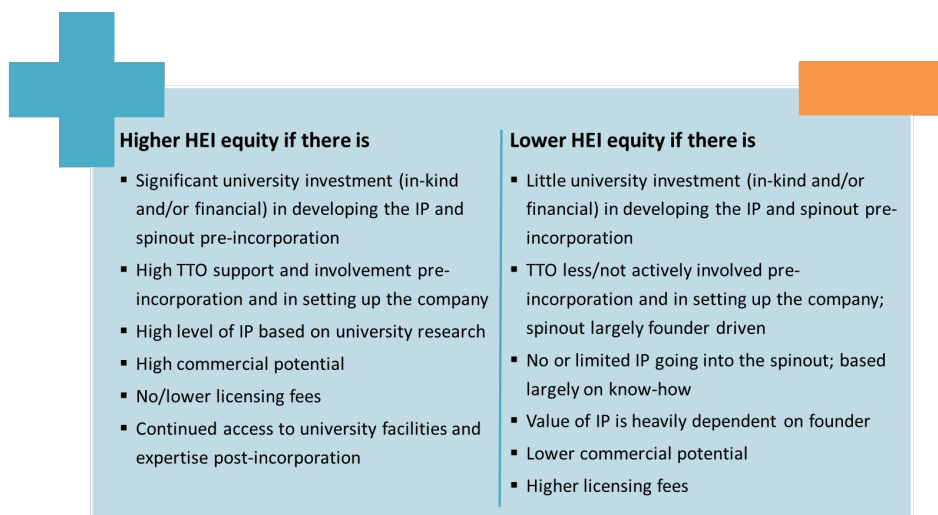 Higher HEI equity if there is
▪ Significant university investment (in-kind
and/or financial) in developing the IP and
spinout pre-incorporation
▪ High TTO support and involvement pre-
incorporation and in setting up the company
▪ High level of IP based on university research
▪ High commercial potential
▪ No/lower licensing fees
▪ Continued access to university facilities and
expertise post-incorporation
Lower HEI equity if there is
▪ Little university investment (in-kind and/or
financial) in developing the IP and spinout pre-
incorporation
▪ TTO less/not actively involved pre-
incorporation and in setting up the company;
spinout largely founder driven
▪ No or limited IP going into the spinout; based
largely on know-how
▪ Value of IP is heavily dependent on founder
▪ Lower commercial potential
▪ Higher licensing fees